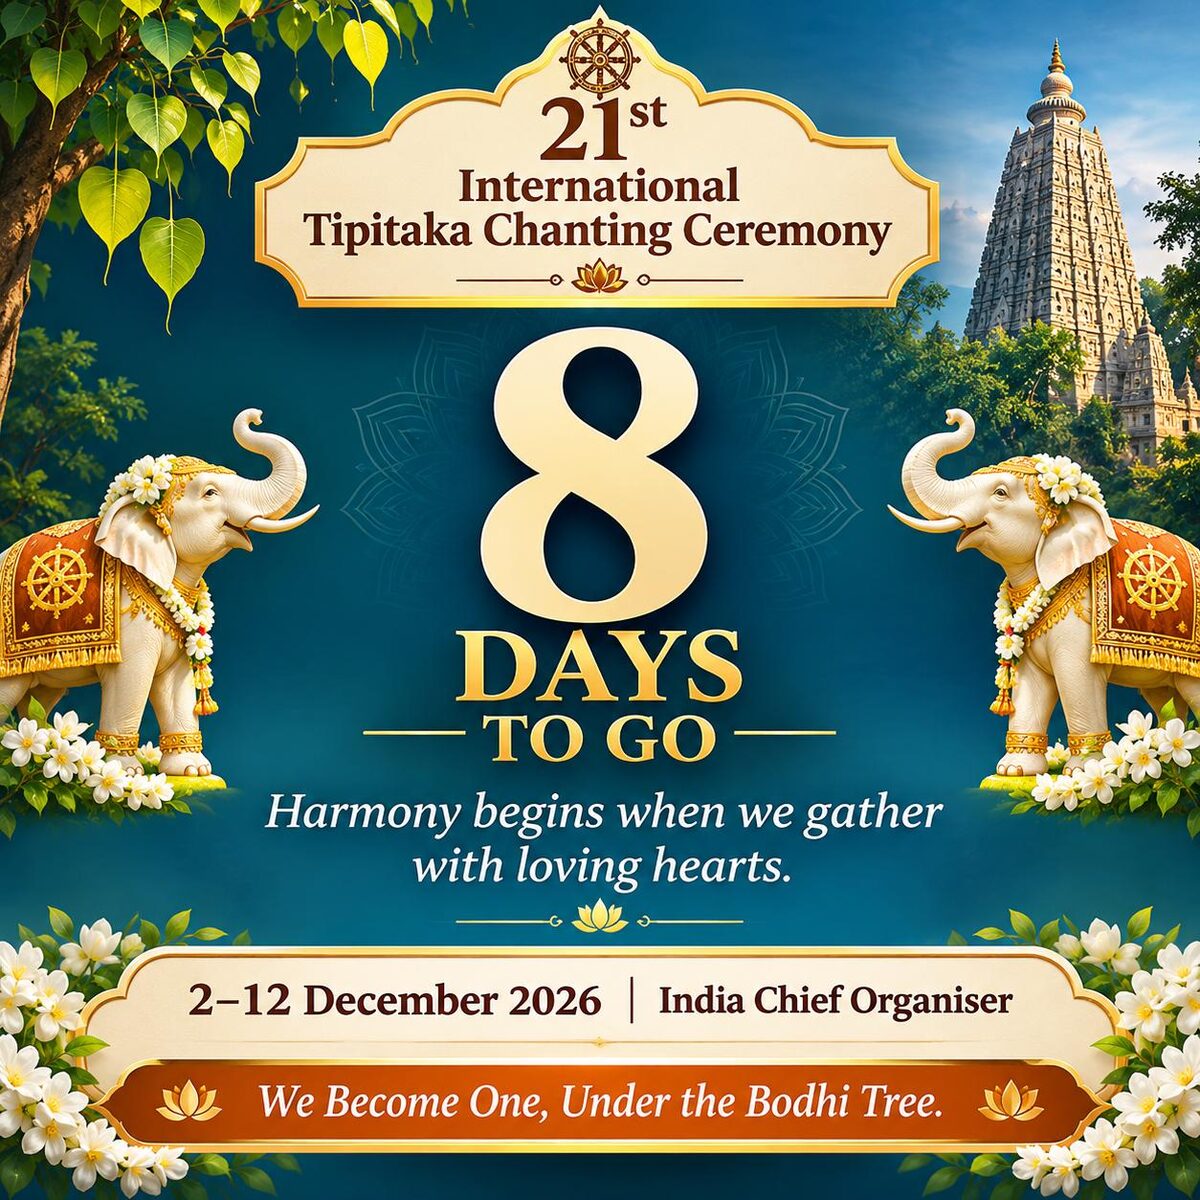 21st
International
Tipitaka Chanting Ceremony
8
DAYS
TO GO
Harmony begins when we gather
with loving hearts.
2–12 December 2026 | India Chief Organiser
We Become One, Under the Bodhi Tree.